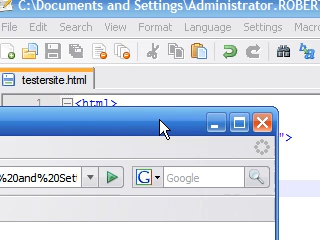 C:\Documents and Settings\Administrator.ROBERT
File Edit Search View Format Language Settings Macro
testersite.html
1 <html>
">
%20and%20Set
G Google